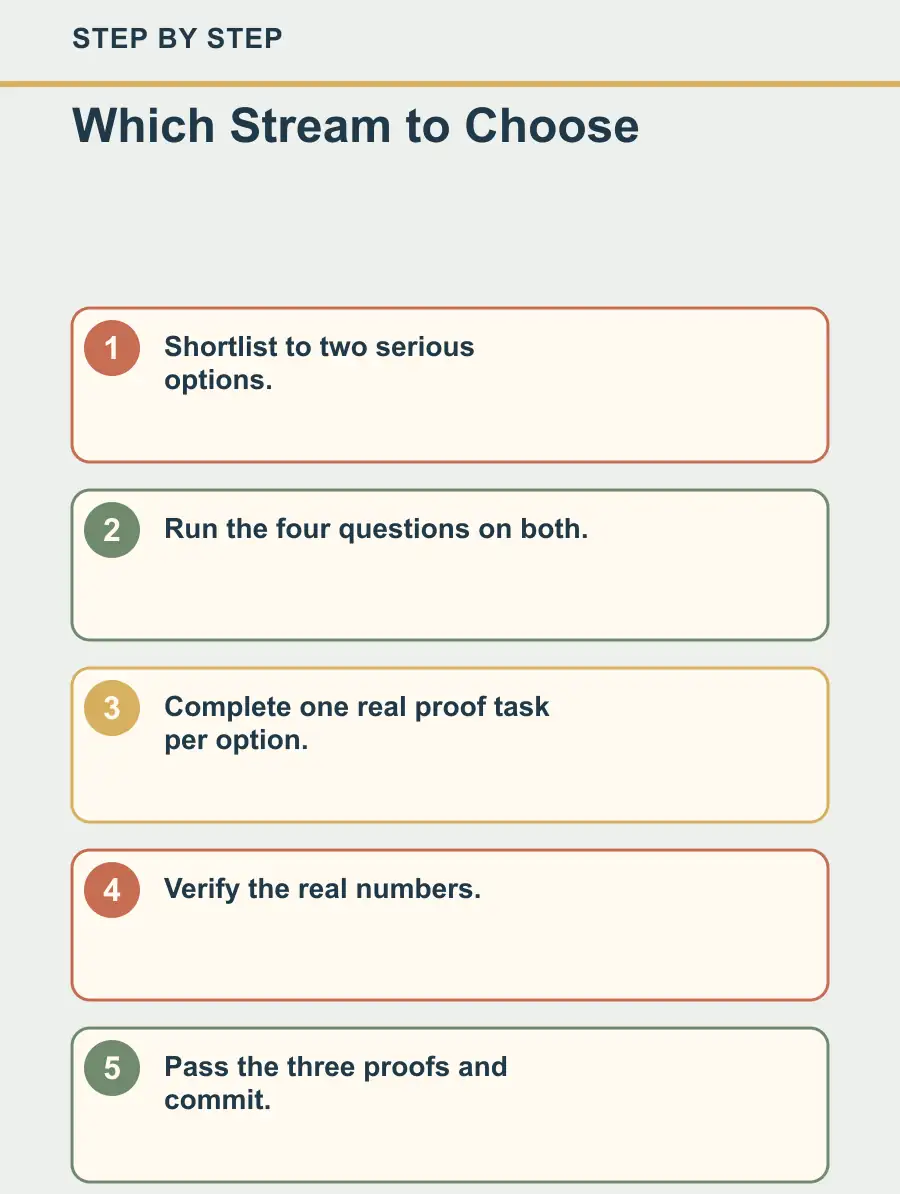 STEP BY STEP
Which Stream to Choose
1
Shortlist to two serious
options.
2
Run the four questions on both.
3
Complete one real proof task
per option.
4
Verify the real numbers.
5
Pass the three proofs and
commit.